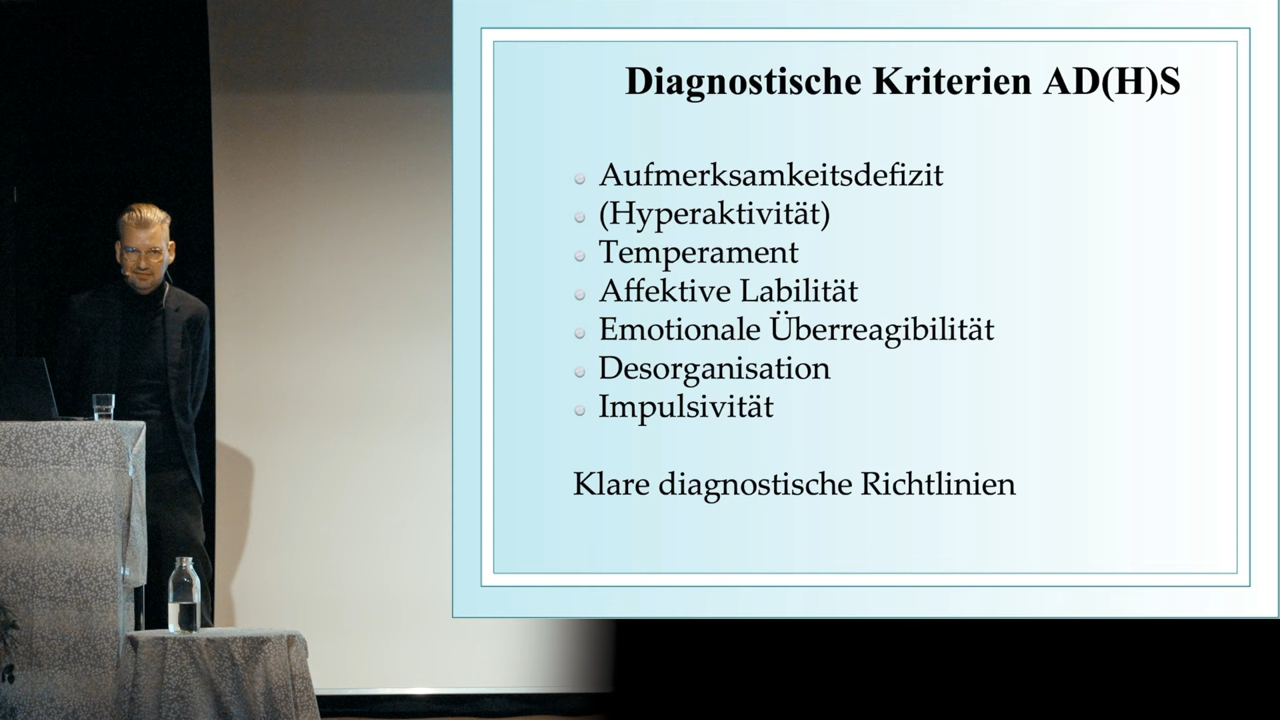 Diagnostische Kriterien AD(H)S
Aufmerksamkeitsdefizit
(Hyperaktivität)
Temperament
Affektive Labilität
Emotionale Überreagibilität
Desorganisation
Impulsivität
Klare diagnostische Richtlinien